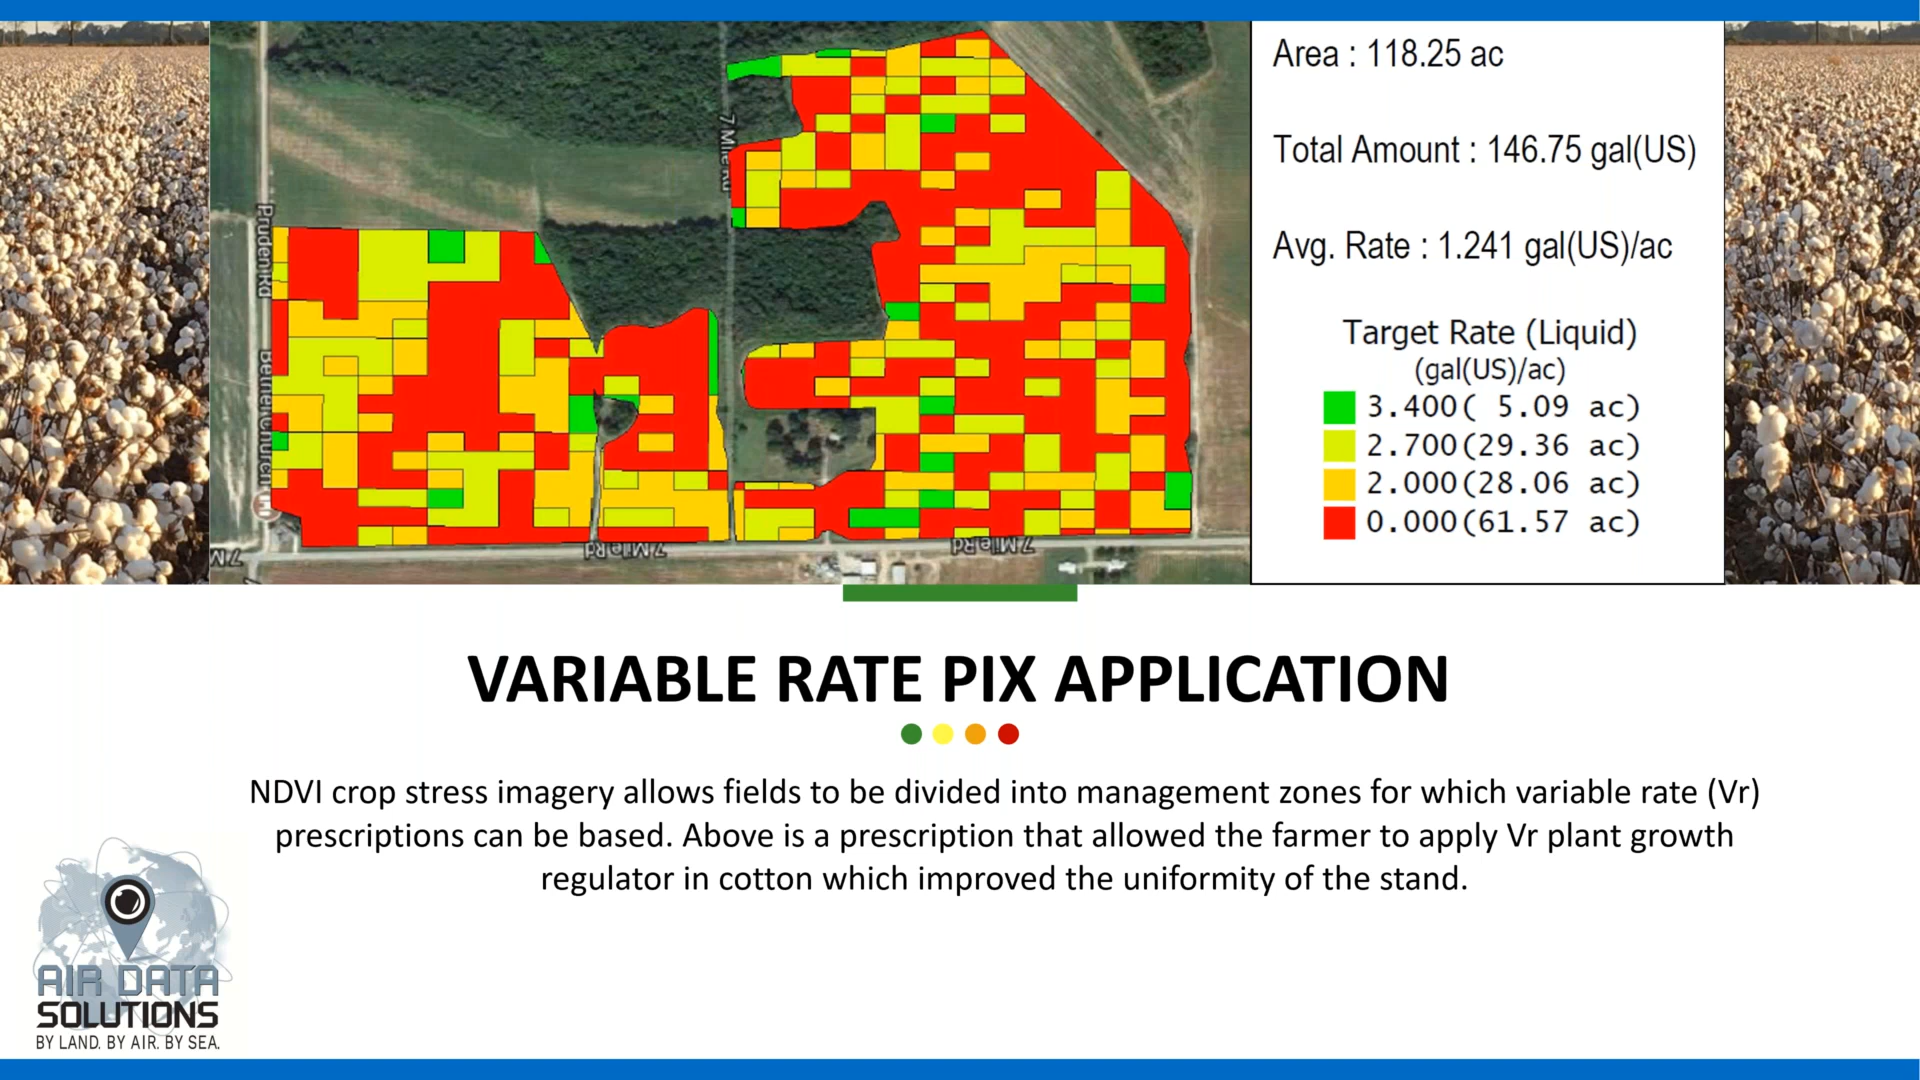 Area : 118.25 ac
Total Amount : 146.75 gal(US)
Avg. Rate : 1.241 gal(US)/ac
Target Rate (Liquid)
(gal(US)/ac)
3.400( 5.09 ac)
2.700(29.36 ac)
2.000(28.06 ac)
0.000(61.57 ac)
7 Mile Rd
Pruden Rd
Bethel Church Rd
7 M
7 Mile Rd
7 Mile Rd
VARIABLE RATE PIX APPLICATION
NDVI crop stress imagery allows fields to be divided into management zones for which variable rate (Vr)
prescriptions can be based. Above is a prescription that allowed the farmer to apply Vr plant growth
regulator in cotton which improved the uniformity of the stand.
AIR DATA
SOLUTIONS
BY LAND. BY AIR. BY SEA.